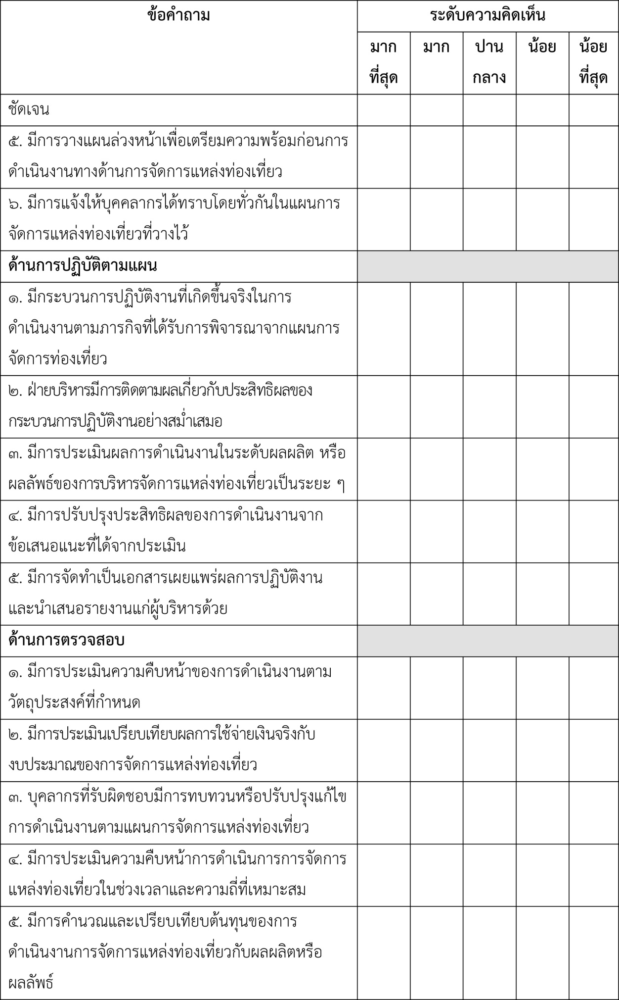 ข้อคำถาม
ระดับความคิดเห็น
มาก
ที่สุด
มาก
ปาน
กลาง
น้อย
น้อย
ที่สุด
ชัดเจน
๕. มีการวางแผนล่วงหน้าเพื่อเตรียมความพร้อมก่อนการ
ดำเนินงานทางด้านการจัดการแหล่งท่องเที่ยว
๖. มีการแจ้งให้บุคคลากรได้ทราบโดยทั่วกันในแผนการ
จัดการแหล่งท่องเที่ยวที่วางไว้
ด้านการปฏิบัติตามแผน
๑. มีกระบวนการปฏิบัติงานที่เกิดขึ้นจริงในการ
ดำเนินงานตามภารกิจที่ได้รับการพิจารณาจากแผนการ
จัดการท่องเที่ยว
๒. ฝ่ายบริหารมีการติดตามผลเกี่ยวกับประสิทธิผลของ
กระบวนการปฏิบัติงานอย่างสม่ำเสมอ
๓. มีการประเมินผลการดำเนินงานในระดับผลผลิต หรือ
ผลลัพธ์ของการบริหารจัดการแหล่งท่องเที่ยวเป็นระยะ ๆ
๔. มีการปรับปรุงประสิทธิผลของการดำเนินงานจาก
ข้อเสนอแนะที่ได้จากประเมิน
๕. มีการจัดทำเป็นเอกสารเผยแพร่ผลการปฏิบัติงาน
และนำเสนอรายงานแก่ผู้บริหารด้วย
ด้านการตรวจสอบ
๑. มีการประเมินความคืบหน้าของการดำเนินงานตาม
วัตถุประสงค์ที่กำหนด
๒. มีการประเมินเปรียบเทียบผลการใช้จ่ายเงินจริงกับ
งบประมาณของการจัดการแหล่งท่องเที่ยว
๓. บุคลากรที่รับผิดชอบมีการทบทวนหรือปรับปรุงแก้ไข
การดำเนินงานตามแผนการจัดการแหล่งท่องเที่ยว
๔. มีการประเมินความคืบหน้าการดำเนินการการจัดการ
แหล่งท่องเที่ยวในช่วงเวลาและความถี่ที่เหมาะสม
๕. มีการคำนวณและเปรียบเทียบต้นทุนของการ
ดำเนินงานการจัดการแหล่งท่องเที่ยวกับผลผลิตหรือ
ผลลัพธ์